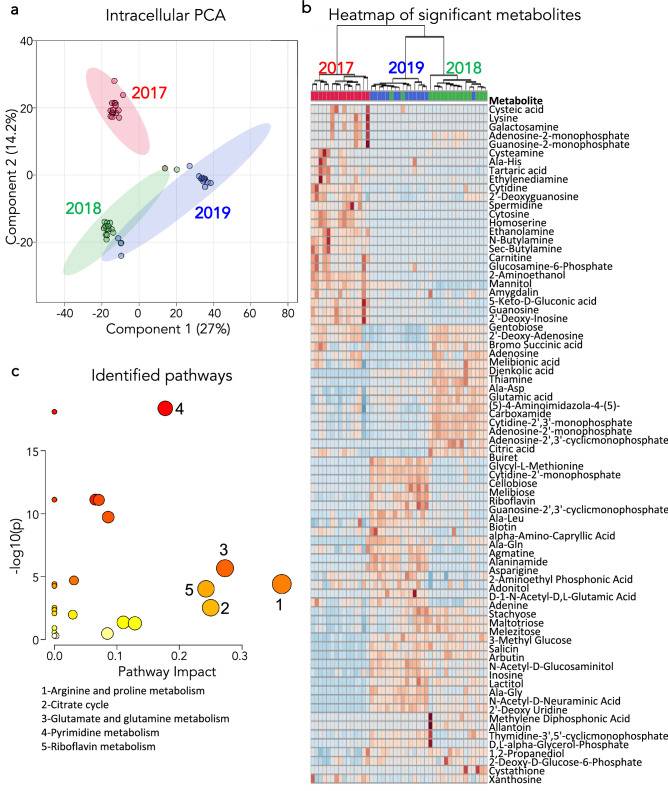 a
Intracellular PCA
40
20
0
-20
-40
-20
0
20
40
60
80
Component 2 (14.2%)
Component 1 (27%)
2017
2018
2019
b
Heatmap of significant metabolites
2017
2019
2018
Metabolite
Cysteic acid
Lysine
Galactosamine
Adenosine-2-monophosphate
Guanosine-2-monophosphate
Cysteamine
Ala-His
Tartaric acid
Ethylenediamine
Cytidine
2'-Deoxyguanosine
Spermidine
Cytosine
Homoserine
Ethanolamine
N-Butylamine
Sec-Butylamine
Carnitine
Glucosamine-6-Phosphate
2-Aminoethanol
Mannitol
Amygdalin
5-Keto-D-Gluconic acid
Guanosine
2'-Deoxy-Inosine
Gentobiose
2'-Deoxy-Adenosine
Bromo Succinic acid
Adenosine
Melibionic acid
Djenkolic acid
Thiamine
Ala-Asp
Glutamic acid
(5)-4-Aminoimidazola-4-(5)-
Carboxamide
Cytidine-2',3'-monophosphate
Adenosine-2'-monophosphate
Adenosine-2',3'-cyclicmonophosphate
Citric acid
Buiret
Glycyl-L-Methionine
Cytidine-2'-monophosphate
Cellobiose
Melibiose
Riboflavin
Guanosine-2',3'-cyclicmonophosphate
Ala-Leu
Biotin
alpha-Amino-Capryllic Acid
Ala-Gln
Agmatine
Alaninamide
Asparigine
2-Aminoethyl Phosphonic Acid
Adonitol
D-1-N-Acetyl-D,L-Glutamic Acid
Adenine
Stachyose
Maltotriose
Melezitose
3-Methyl Glucose
Salicin
Arbutin
N-Acetyl-D-Glucosaminitol
Inosine
Lactitol
Ala-Gly
N-Acetyl-D-Neuraminic Acid
2'-Deoxy Uridine
Methylene Diphosphonic Acid
Allantoin
Thymidine-3',5'-cyclicmonophosphate
D,L-alpha-Glycerol-Phosphate
1,2-Propanediol
2-Deoxy-D-Glucose-6-Phosphate
Cystathione
Xanthosine
c
Identified pathways
15
10
5
0
-log10(p)
4
3
5
2
1
0.0
0.1
0.2
0.3
Pathway Impact
1-Arginine and proline metabolism
2-Citrate cycle
3-Glutamate and glutamine metabolism
4-Pyrimidine metabolism
5-Riboflavin metabolism